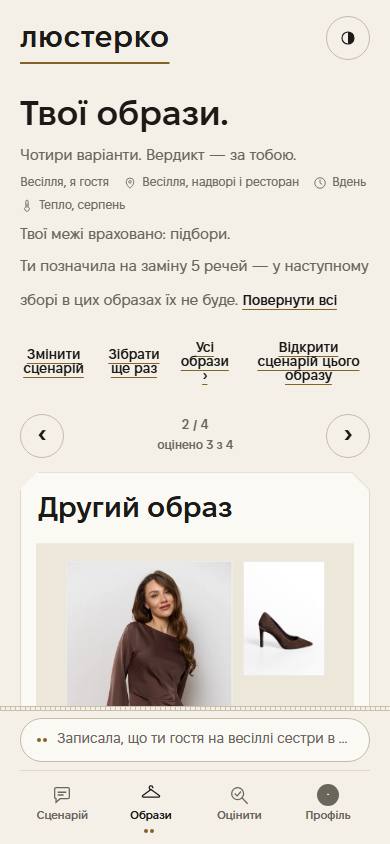 люстерко
Твої образи.
Чотири варіанти. Вердикт — за тобою.
Весілля, я гостя Весілля, надворі і ресторан Вдень
Тепло, серпень
Твої межі враховано: підбори.
Ти позначила на заміну 5 речей — у наступному
зборі в цих образах їх не буде. Повернути всі
Змінити
сценарій
Зібрати
ще раз
Усі
образи
›
Відкрити
сценарій цього
образу
‹
2 / 4
оцінено 3 з 4
›
Другий образ
Записала, що ти гостя на весіллі сестри в ...
Сценарій Образи Оцінити Профіль